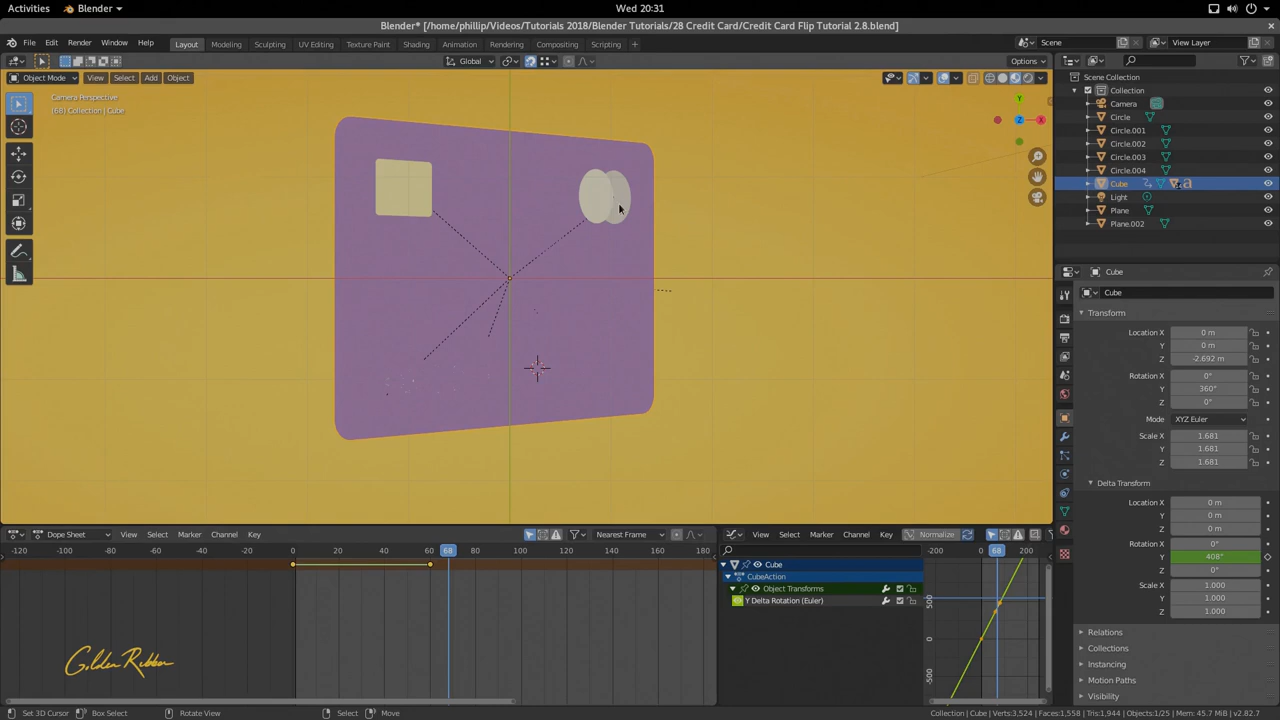 Activities Blender Wed 20:31
Blender* [/home/phillip/Videos/Tutorials 2018/Blender Tutorials/28 Credit Card/Credit Card Flip Tutorial 2.8.blend]
File Edit Render Window Help Layout Modeling Sculpting UV Editing Texture Paint Shading Animation Rendering Compositing Scripting + Scene View Layer
Global Options
Object Mode View Select Add Object
Camera Perspective
(68) Collection | Cube
Y
Z
X
Scene Collection
Collection
Camera
Circle
Circle.001
Circle.002
Circle.003
Circle.004
Cube
Light
Plane
Plane.002
Cube
Cube
Transform
Location X 0 m
Y 0 m
Z -2.692 m
Rotation X 0°
Y 360°
Z 0°
Mode XYZ Euler
Scale X 1.681
Y 1.681
Z 1.681
Delta Transform
Location X 0 m
Y 0 m
Z 0 m
Rotation X 0°
Y 408°
Z 0°
Scale X 1.000
Y 1.000
Z 1.000
Relations
Collections
Instancing
Motion Paths
Visibility
Dope Sheet View Select Marker Channel Key Nearest Frame
-120 -100 -80 -60 -40 -20 0 20 40 60 68 80 100 120 140 160 180
View Select Marker Channel Key Normalize
-200 0 68 200
Cube
CubeAction
Object Transforms
Y Delta Rotation (Euler)
500
0
-500
Golden Ribbon
Set 3D Cursor Box Select Rotate View Select Move Collection | Cube | Verts:3,524 | Faces:1,558 | Tris:1,944 | Objects:1/25 | Mem: 45.7 MiB | v2.82.7